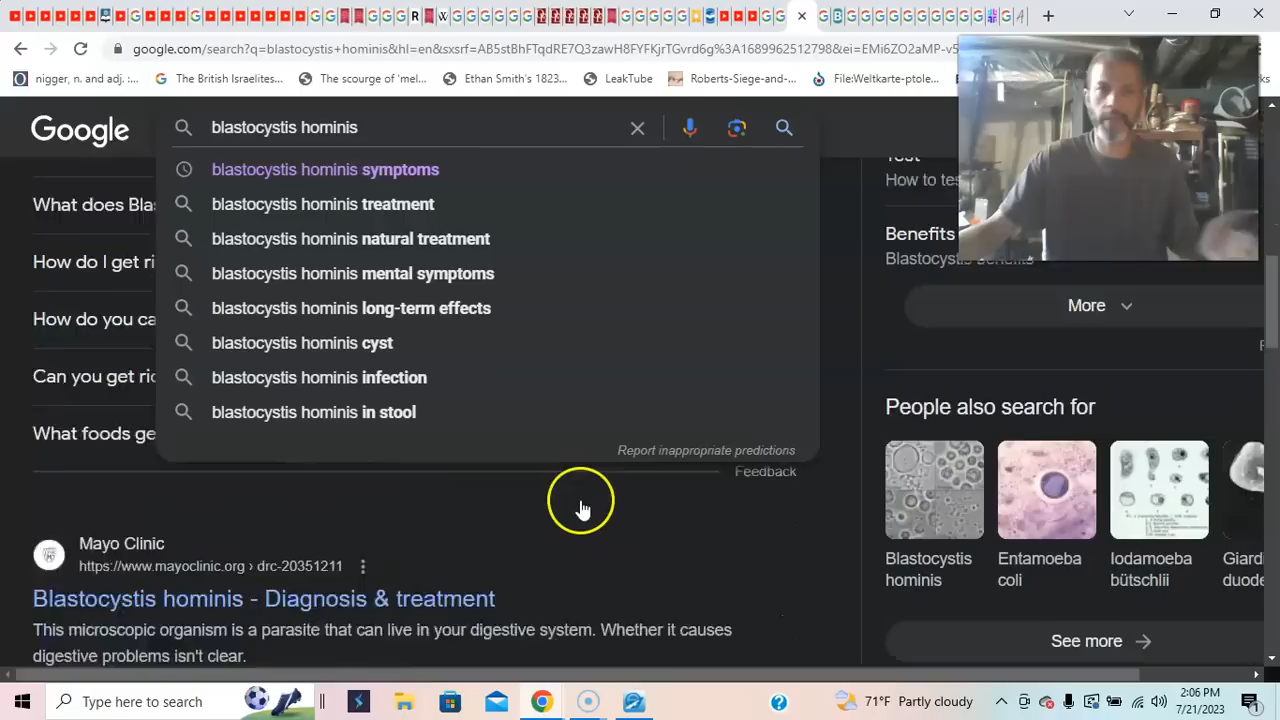 google.com/search?q=blastocystis+hominis&hl=en&sxsrf=AB5stBhFTqdRE7Q3zawH8FYFKjrTGvrd6g%3A1689962512798&ei=EMi6ZO2aMP-v5
nigger, n. and adj. :...
The British Israelites...
The scourge of 'mel...
Ethan Smith's 1823...
LeakTube
Roberts-Siege-and-...
File:Weltkarte-ptole...
ks
Google
blastocystis hominis
blastocystis hominis symptoms
blastocystis hominis treatment
blastocystis hominis natural treatment
blastocystis hominis mental symptoms
blastocystis hominis long-term effects
blastocystis hominis cyst
blastocystis hominis infection
blastocystis hominis in stool
Report inappropriate predictions
What does Bla
How do I get ri
How do you ca
Can you get ric
What foods ge
Feedback
Mayo Clinic
https://www.mayoclinic.org › drc-20351211
Blastocystis hominis - Diagnosis & treatment
This microscopic organism is a parasite that can live in your digestive system. Whether it causes
digestive problems isn't clear.
Test
How to tes
Benefits
Blastocystis benefits
More
People also search for
Blastocystis
hominis
Entamoeba
coli
Iodamoeba
bütschlii
Giardi
duode
See more
Type here to search
71°F Partly cloudy
2:06 PM
7/21/2023